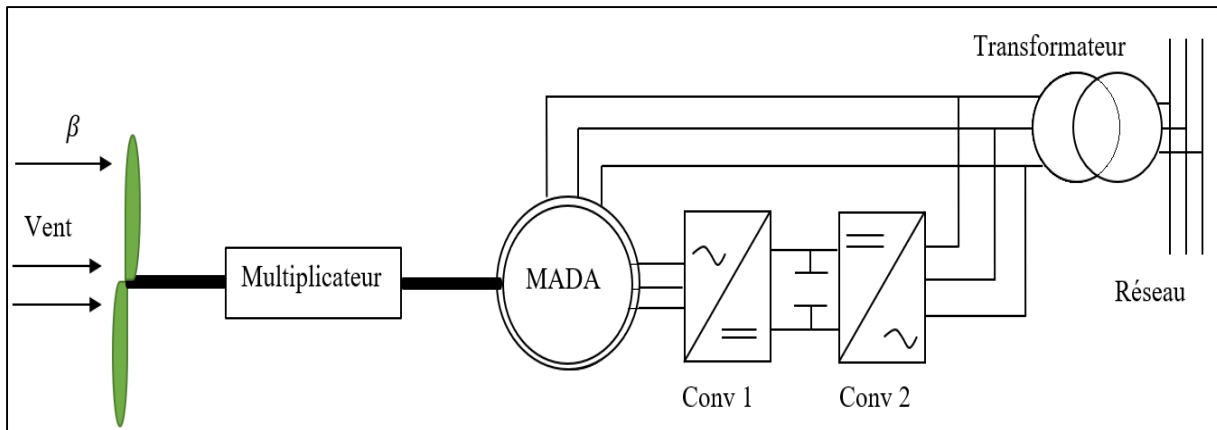 Transformateur
β
Vent
Multiplicateur
MADA
Réseau
Conv 1
Conv 2